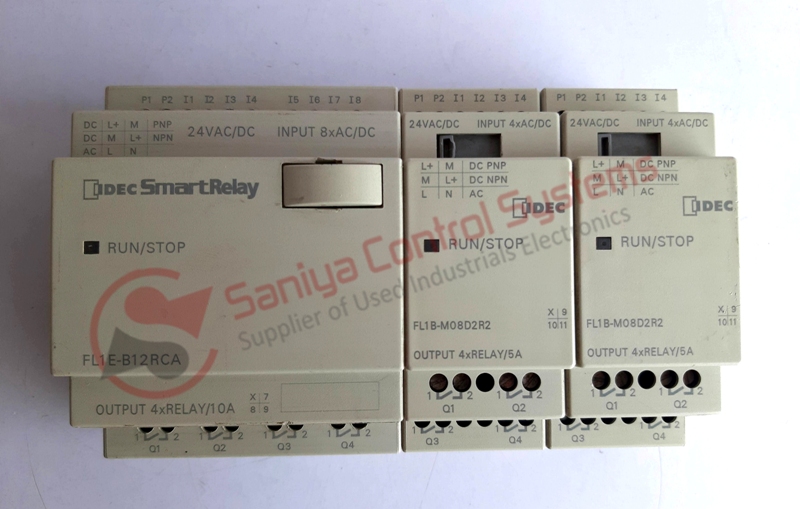 P1 P2 I1 I2 I3 I4 I5 I6 I7 I8
DC L+ M PNP
DC M L+ NPN
AC L N
24VAC/DC INPUT 8xAC/DC
IDEC SmartRelay
RUN/STOP
FL1E-B12RCA
OUTPUT 4xRELAY/10A
X 7
8 9
1 2 1 2 1 2 1 2
Q1 Q2 Q3 Q4
P1 P2 I1 I2 I3 I4
24VAC/DC INPUT 4xAC/DC
L+ M DC PNP
M L+ DC NPN
L N AC
IDEC
RUN/STOP
FL1B-M08D2R2
X 9
10 11
OUTPUT 4xRELAY/5A
1 2 1 2
Q1 Q2
1 2 1 2
Q3 Q4
P1 P2 I1 I2 I3 I4
24VAC/DC INPUT 4xAC/DC
L+ M DC PNP
M L+ DC NPN
L N AC
IDEC
RUN/STOP
FL1B-M08D2R2
X 9
10 11
OUTPUT 4xRELAY/5A
1 2 1 2
Q1 Q2
1 2 1 2
Q3 Q4
Saniya Control Systems
Supplier of Used Industrials Electronics